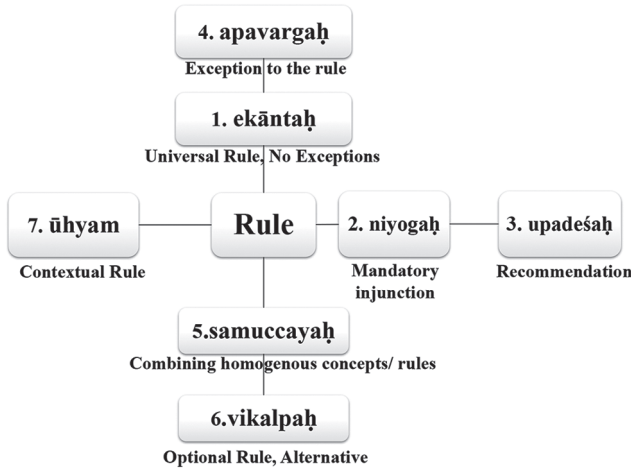 4. apavargaḥ
Exception to the rule
1. ekāntaḥ
Universal Rule, No Exceptions
7. ūhyam
Contextual Rule
Rule
2. niyogaḥ
Mandatory
injunction
3. upadeśaḥ
Recommendation
5.samuccayaḥ
Combining homogenous concepts/ rules
6.vikalpaḥ
Optional Rule, Alternative